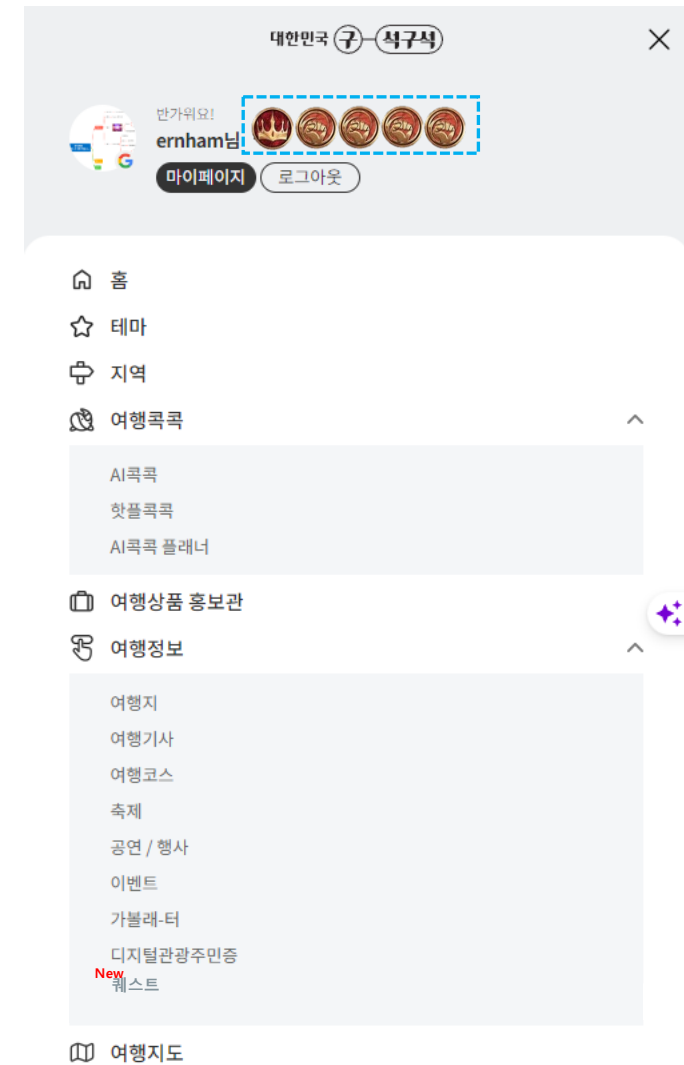 대한민국 구석구석
반가워요!
ernham님
마이페이지 로그아웃
홈
테마
지역
여행콕콕
AI콕콕
핫플콕콕
AI콕콕 플래너
여행상품 홍보관
여행정보
여행지
여행기사
여행코스
축제
공연 / 행사
이벤트
가볼래-터
디지털관광주민증
New
퀘스트
여행지도